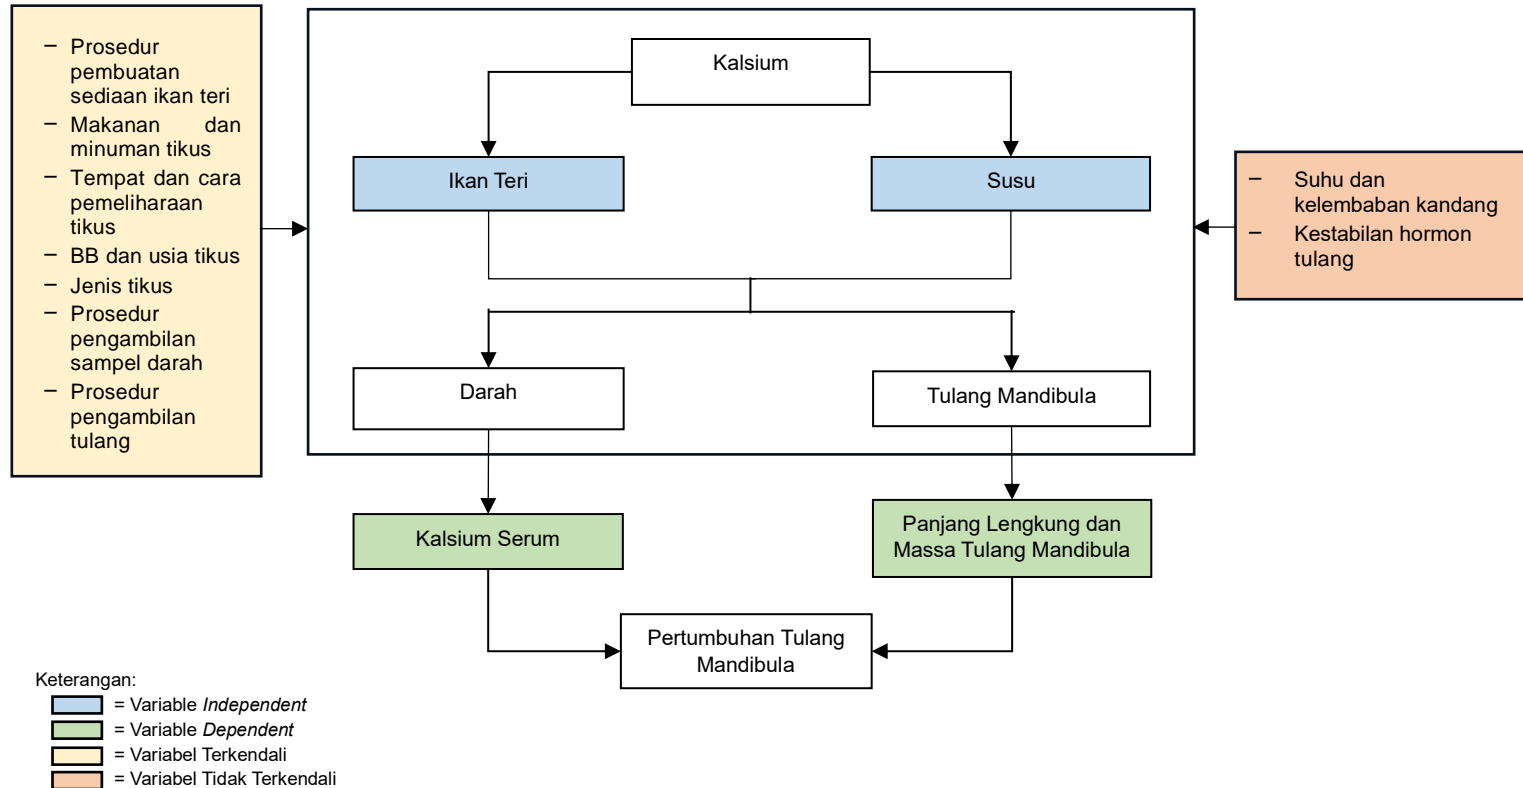 – Prosedur
pembuatan
sediaan ikan teri
– Makanan dan
minuman tikus
– Tempat dan cara
pemeliharaan
tikus
– BB dan usia tikus
– Jenis tikus
– Prosedur
pengambilan
sampel darah
– Prosedur
pengambilan
tulang
Kalsium
Ikan Teri
Susu
– Suhu dan
kelembaban kandang
– Kestabilan hormon
tulang
Darah
Tulang Mandibula
Kalsium Serum
Panjang Lengkung dan
Massa Tulang Mandibula
Pertumbuhan Tulang
Mandibula
Keterangan:
= Variable Independent
= Variable Dependent
= Variabel Terkendali
= Variabel Tidak Terkendali